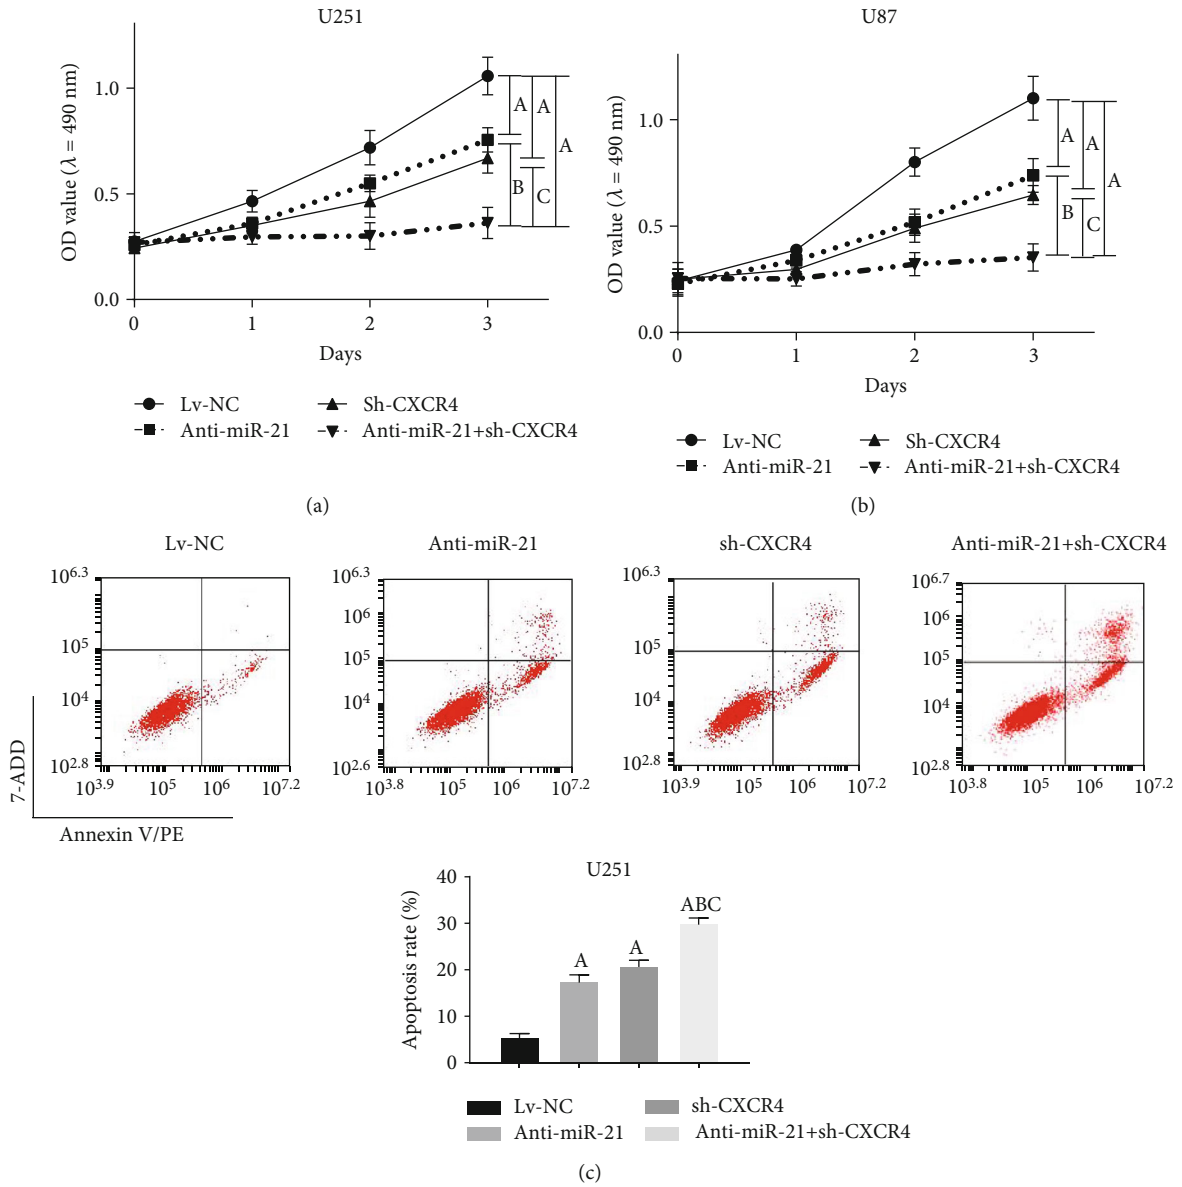 U251
OD value (λ = 490 nm)
1.0
0.5
0.0
A
A
A
B
C
0
1
2
3
Days
Lv-NC
Sh-CXCR4
Anti-miR-21
Anti-miR-21+sh-CXCR4
(a)
U87
OD value (λ = 490 nm)
1.0
0.5
0.0
A
A
A
B
C
0
1
2
3
Days
Lv-NC
Sh-CXCR4
Anti-miR-21
Anti-miR-21+sh-CXCR4
(b)
Lv-NC
10^6.3
10^5
10^4
10^2.8
10^3.9
10^5
10^6
10^7.2
Anti-miR-21
10^6.3
10^6
10^5
10^4
10^2.6
10^3.8
10^5
10^6
10^7.2
sh-CXCR4
10^6.3
10^5
10^4
10^2.8
10^3.9
10^5
10^6
10^7.2
Anti-miR-21+sh-CXCR4
10^6.7
10^6
10^5
10^4
10^2.8
10^3.4
10^5
10^6
10^7.2
7-ADD
Annexin V/PE
U251
Apoptosis rate (%)
40
30
20
10
0
A
A
ABC
Lv-NC
sh-CXCR4
Anti-miR-21
Anti-miR-21+sh-CXCR4
(c)